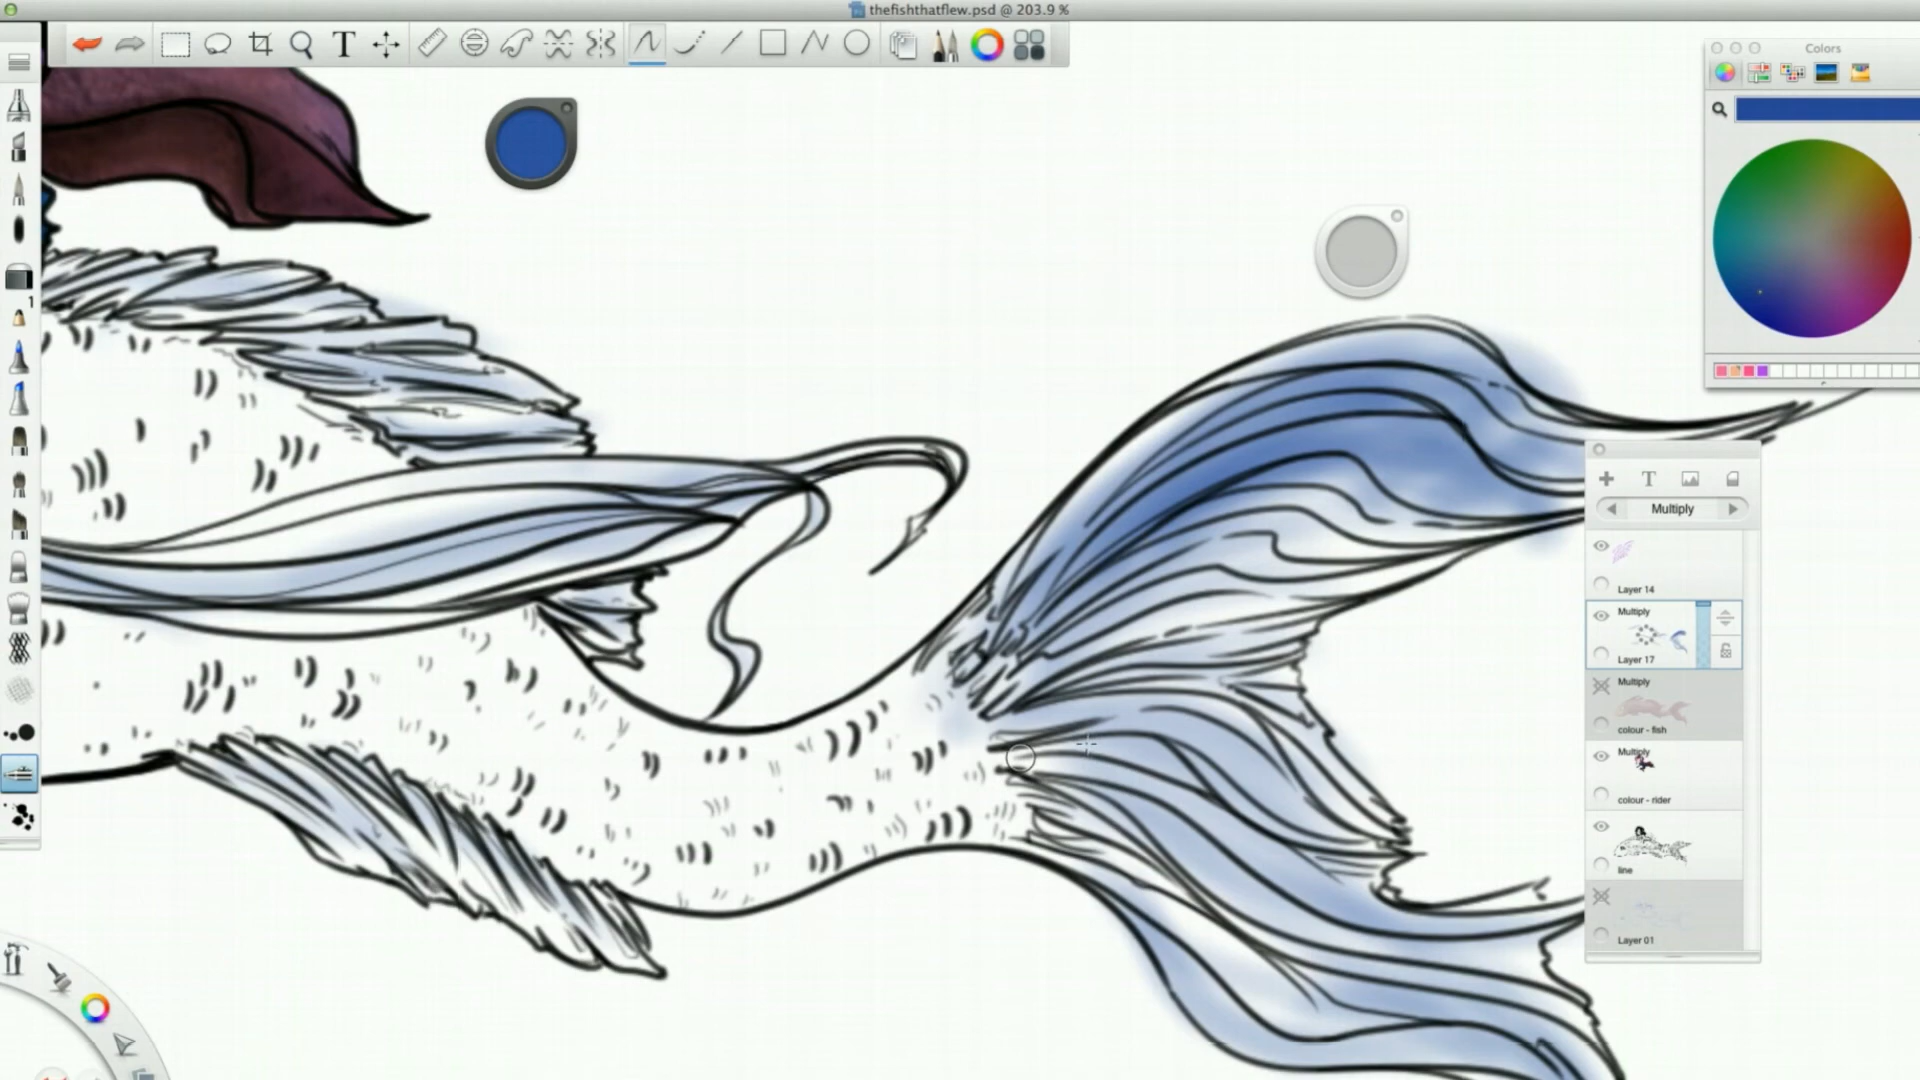 thefishthatflew.psd @ 203.9 %
T
Colors
1
T
Multiply
Layer 14
Multiply
Layer 17
Multiply
colour - fish
Multiply
colour - rider
line
Layer 01